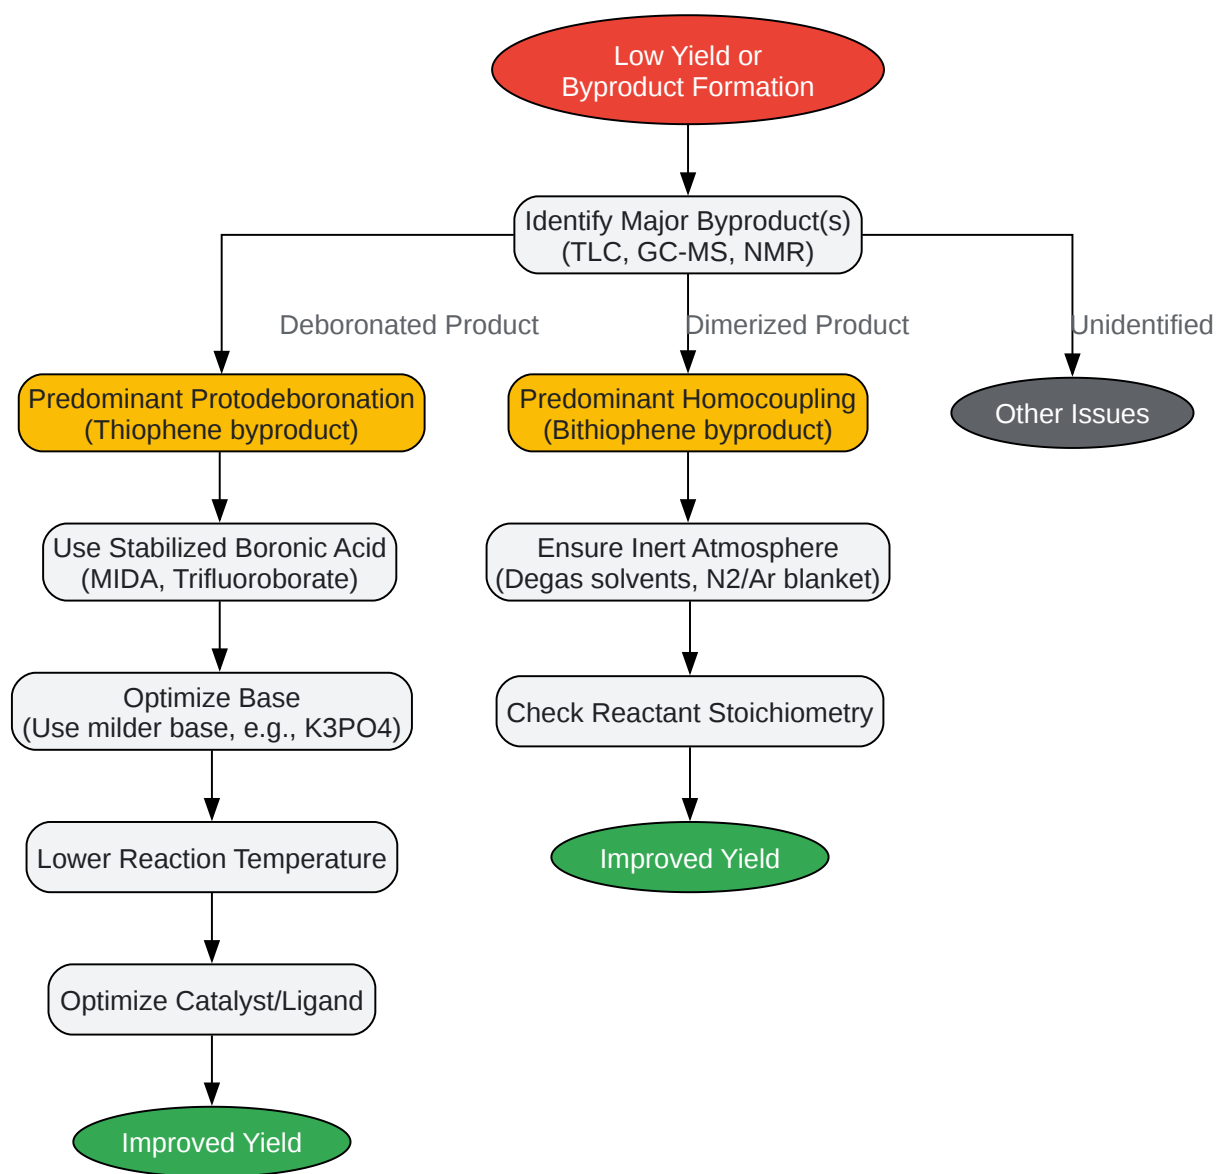 Low Yield or
Byproduct Formation
Identify Major Byproduct(s)
(TLC, GC-MS, NMR)
Deboronated Product
Dimerized Product
Unidentified
Predominant Protodeboronation
(Thiophene byproduct)
Predominant Homocoupling
(Bithiophene byproduct)
Other Issues
Use Stabilized Boronic Acid
(MIDA, Trifluoroborate)
Ensure Inert Atmosphere
(Degas solvents, N2/Ar blanket)
Optimize Base
(Use milder base, e.g., K3PO4)
Check Reactant Stoichiometry
Lower Reaction Temperature
Improved Yield
Optimize Catalyst/Ligand
Improved Yield